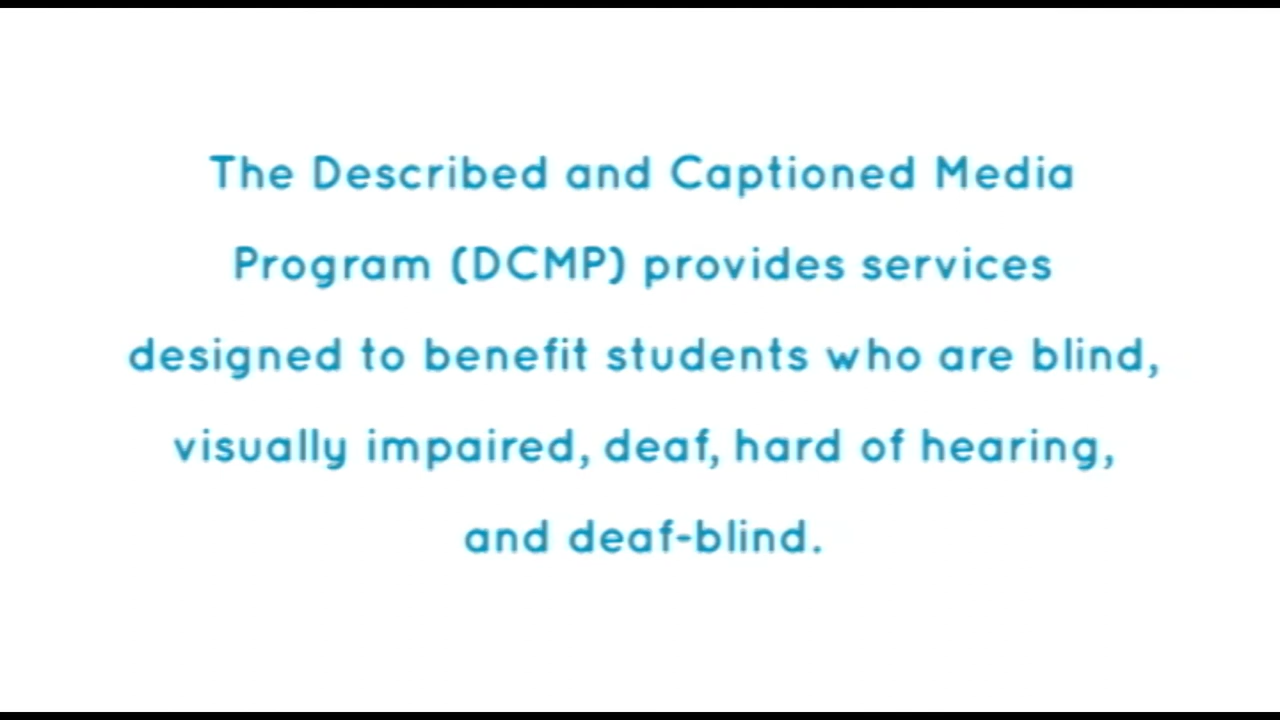 The Described and Captioned Media
Program (DCMP) provides services
designed to benefit students who are blind,
visually impaired, deaf, hard of hearing,
and deaf-blind.